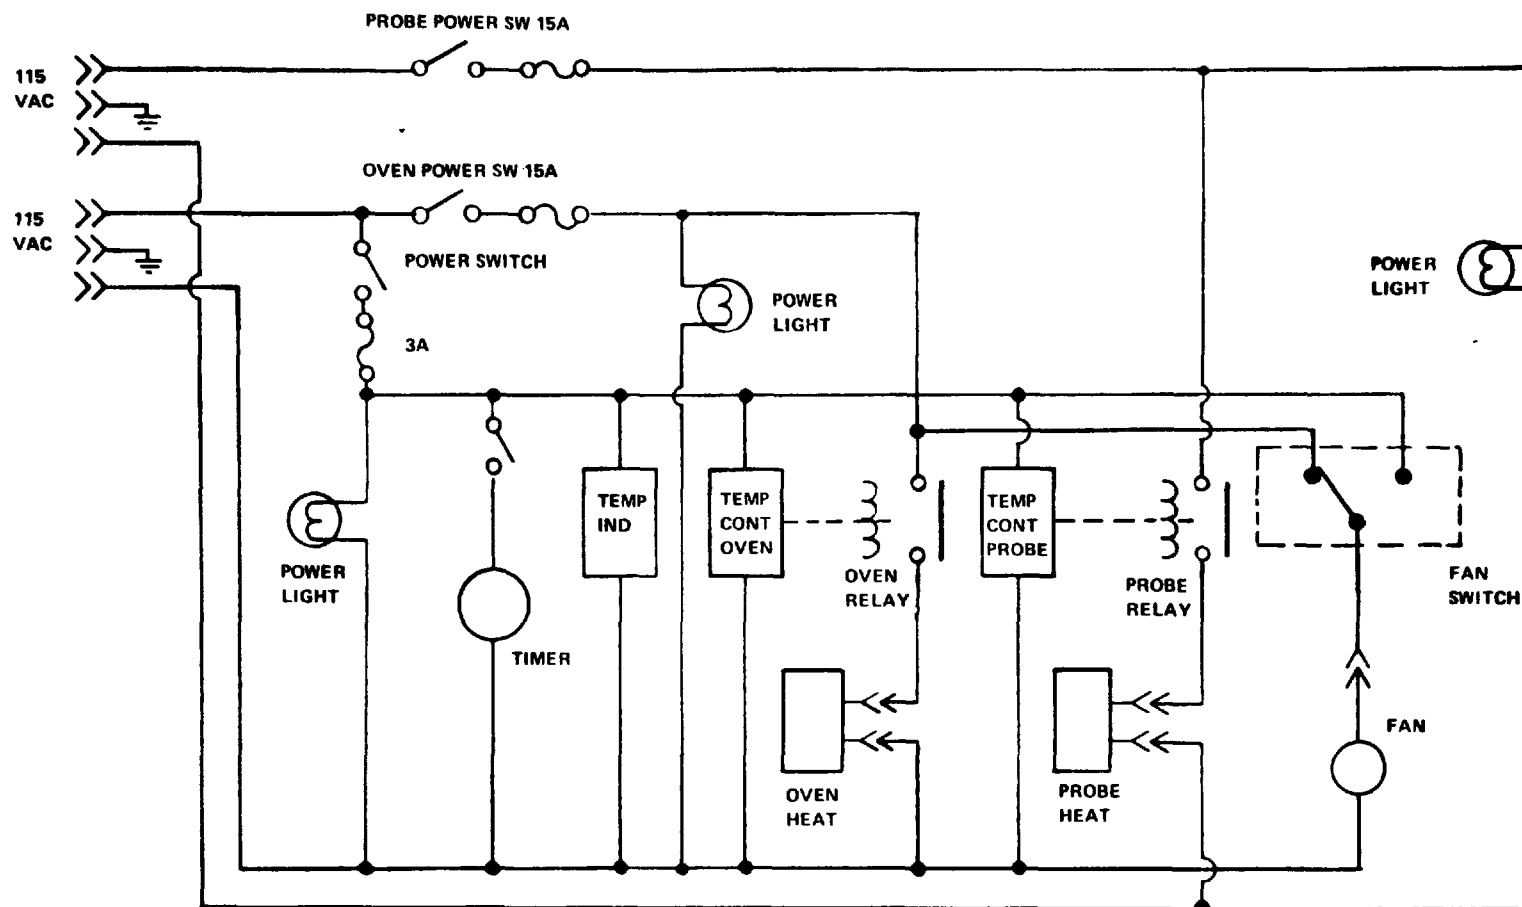 PROBE POWER SW 15A
115
VAC
OVEN POWER SW 15A
115
VAC
POWER SWITCH
POWER
LIGHT
POWER
LIGHT
3A
TEMP
IND
TEMP
CONT
OVEN
TEMP
CONT
PROBE
POWER
LIGHT
OVEN
RELAY
PROBE
RELAY
FAN
SWITCH
TIMER
FAN
OVEN
HEAT
PROBE
HEAT